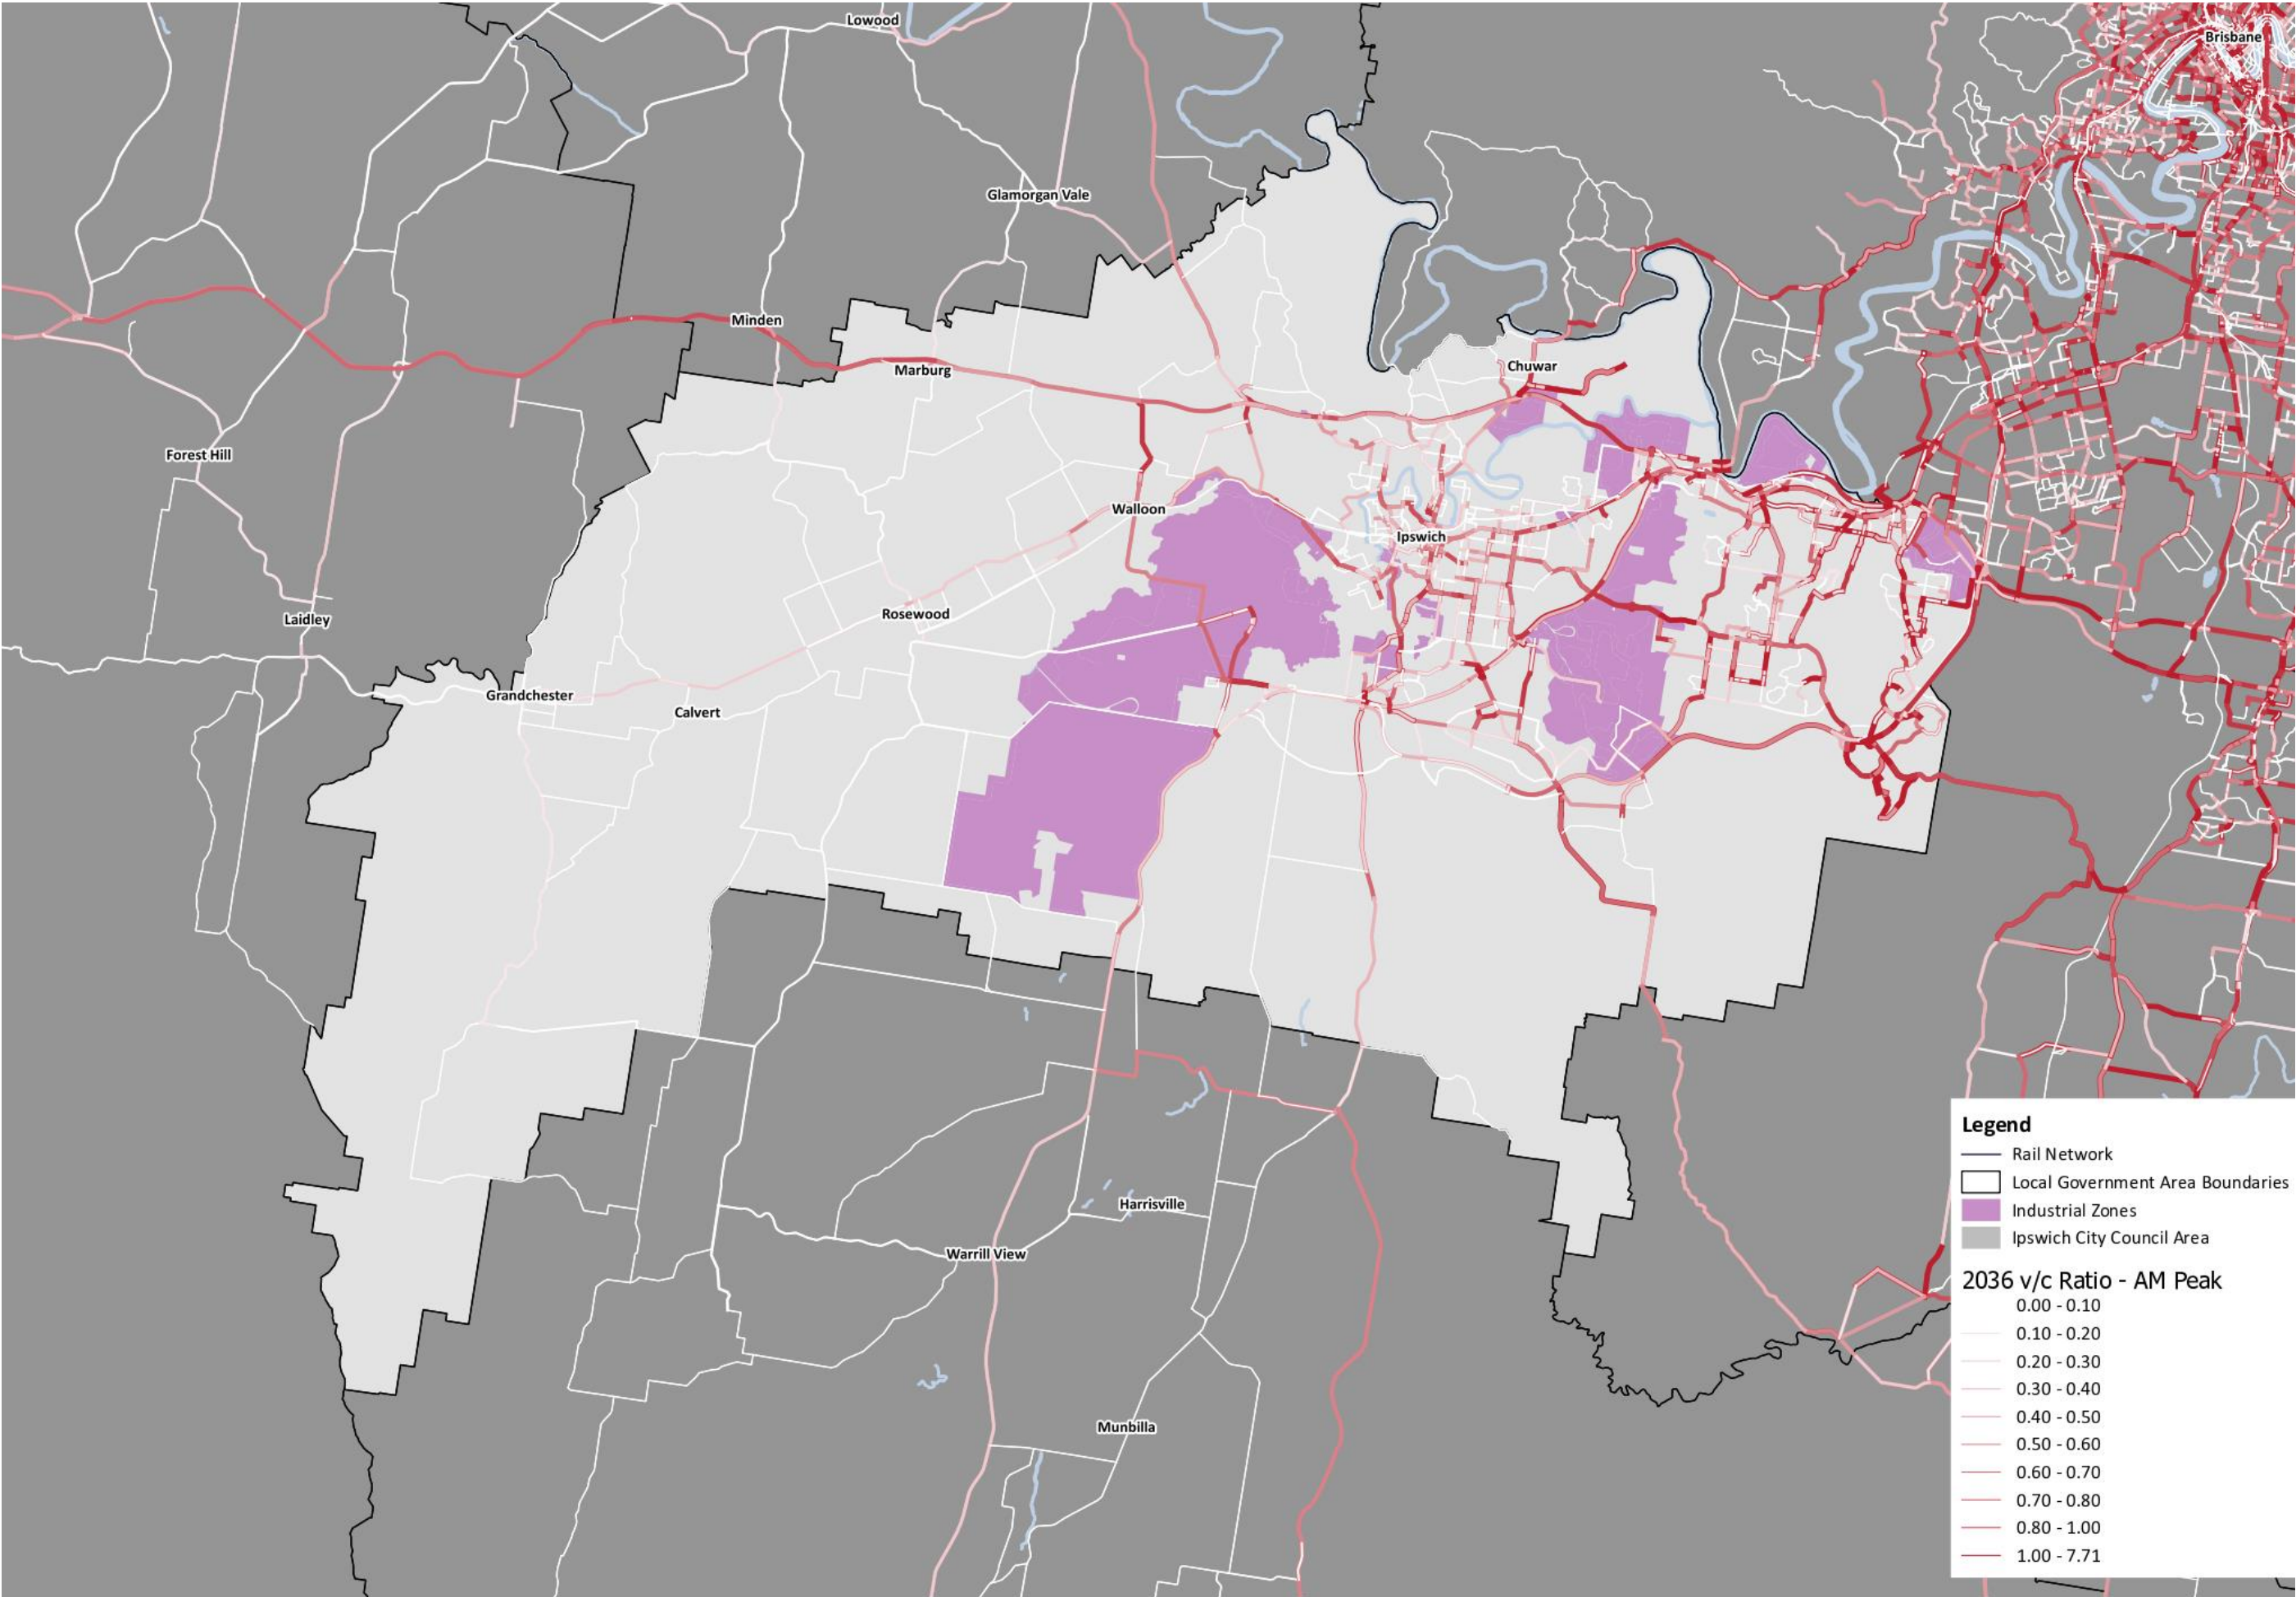 Lowood
Brisbane
Glamorgan Vale
Minden
Marburg
Chuwar
Forest Hill
Walloon
Ipswich
Rosewood
Laidley
Grandchester
Calvert
Harrisville
Warrill View
Munbilla
Legend
Rail Network
Local Government Area Boundaries
Industrial Zones
Ipswich City Council Area
2036 v/c Ratio - AM Peak
0.00 - 0.10
0.10 - 0.20
0.20 - 0.30
0.30 - 0.40
0.40 - 0.50
0.50 - 0.60
0.60 - 0.70
0.70 - 0.80
0.80 - 1.00
1.00 - 7.71